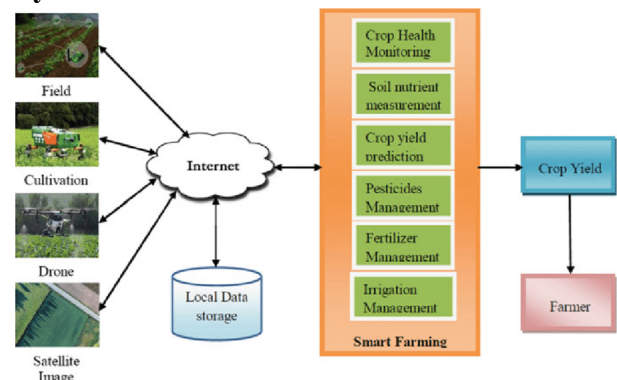 Field
Cultivation
Drone
Satellite
Image
Internet
Local Data
storage
Crop Health
Monitoring
Soil nutrient
measurement
Crop yield
prediction
Pesticides
Management
Fertilizer
Management
Irrigation
Management
Smart Farming
Crop Yield
Farmer